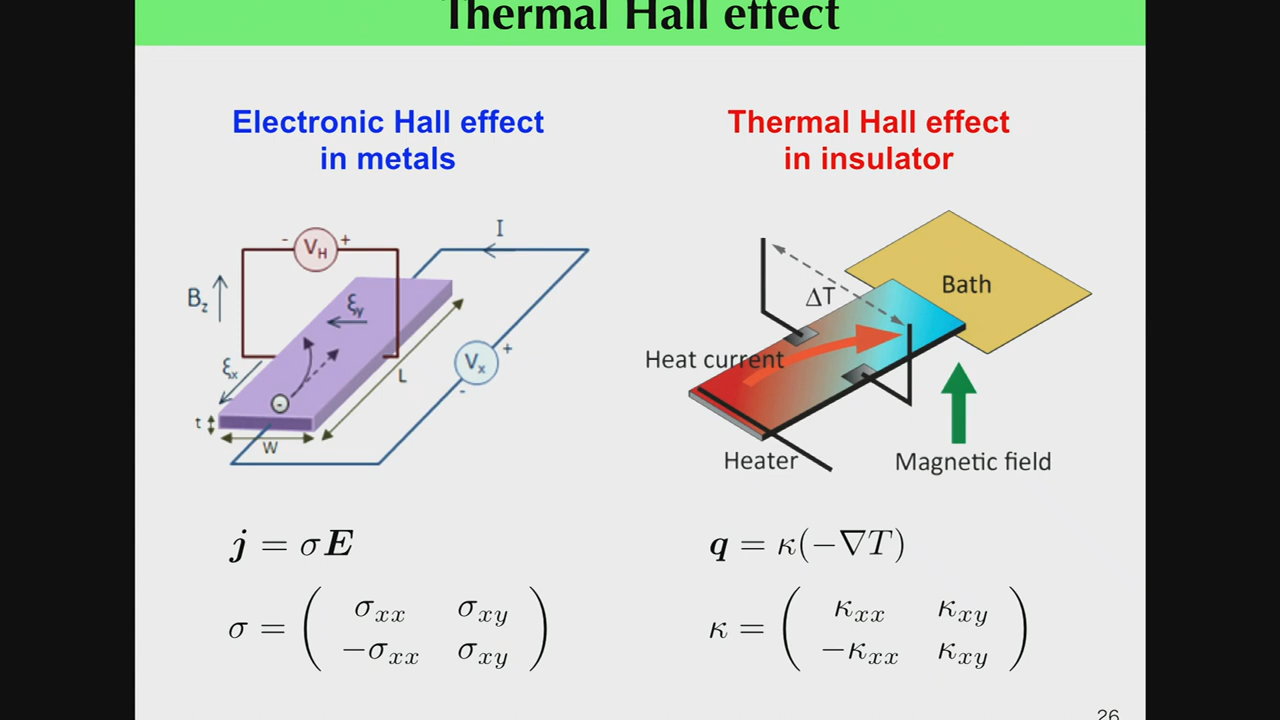 Thermal Hall effect
Electronic Hall effect
in metals
Thermal Hall effect
in insulator
- V_H +
I
B_z
ξ_y
ξ_x
L
V_x
+
-
-
t
W
ΔT
Bath
Heat current
Heater
Magnetic field
j = σE
σ = ( σ_xx σ_xy
−σ_xx σ_xy )
q = κ(−∇T)
κ = ( κ_xx κ_xy
−κ_xx κ_xy )
26